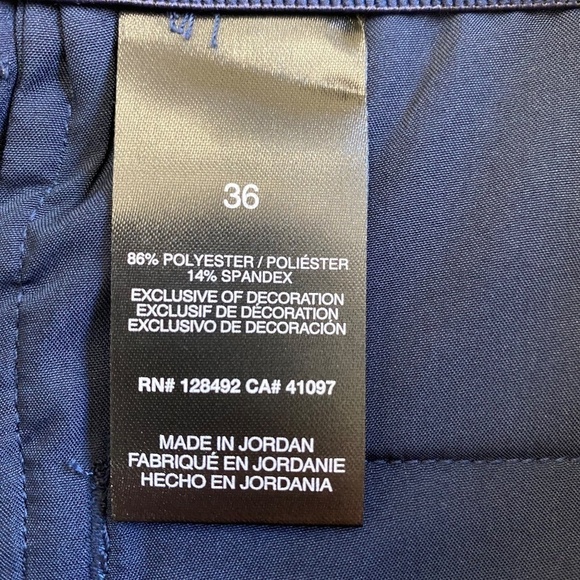 36
86% POLYESTER / POLIÉSTER
14% SPANDEX
EXCLUSIVE OF DECORATION
EXCLUSIF DE DÉCORATION
EXCLUSIVO DE DECORACIÓN
RN# 128492 CA# 41097
MADE IN JORDAN
FABRIQUÉ EN JORDANIE
HECHO EN JORDANIA